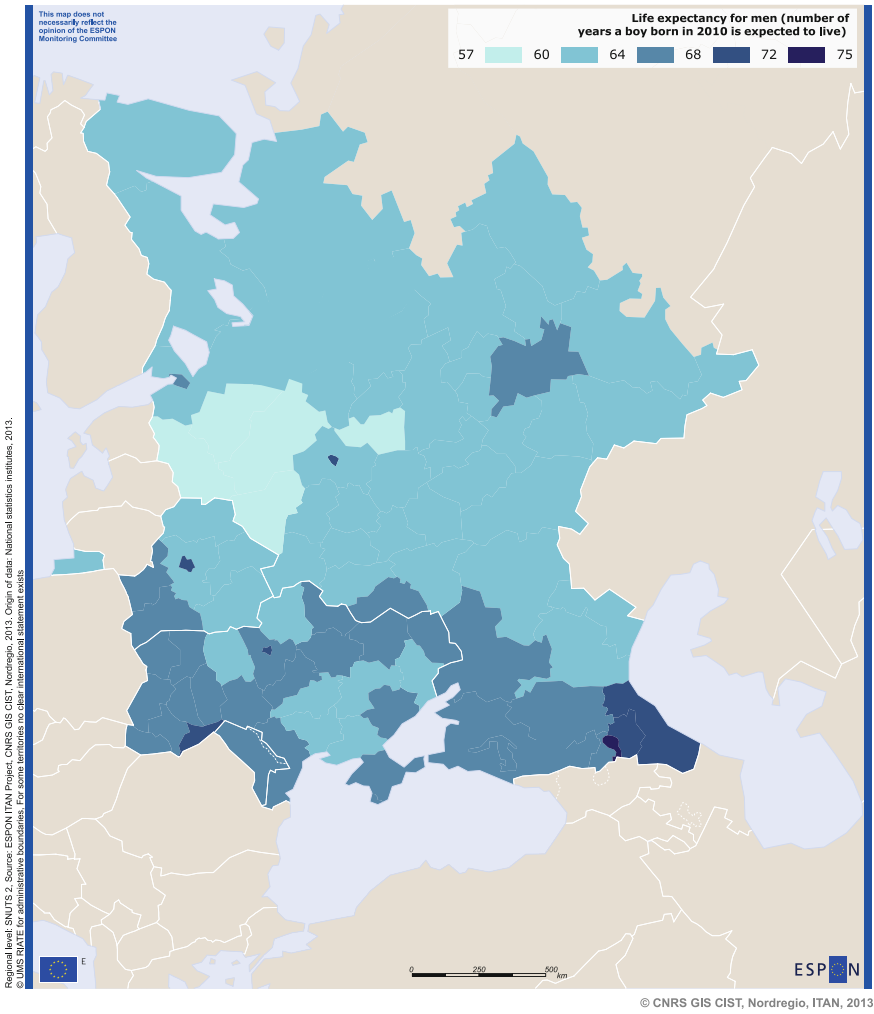 This map does not
necessarily reflect the
opinion of the ESPON
Monitoring Committee
Life expectancy for men (number of
years a boy born in 2010 is expected to live)
57 60 64 68 72 75
Regional level: SNUTS 2, Source: ESPON ITAN Project, CNRS GIS CIST, Nordregio, 2013. Origin of data: National statistics institutes, 2013.
© UMS RIATE for administrative boundaries, For some territories no clear international statement exists
E
0 250 500
km
ESPON
© CNRS GIS CIST, Nordregio, ITAN, 2013